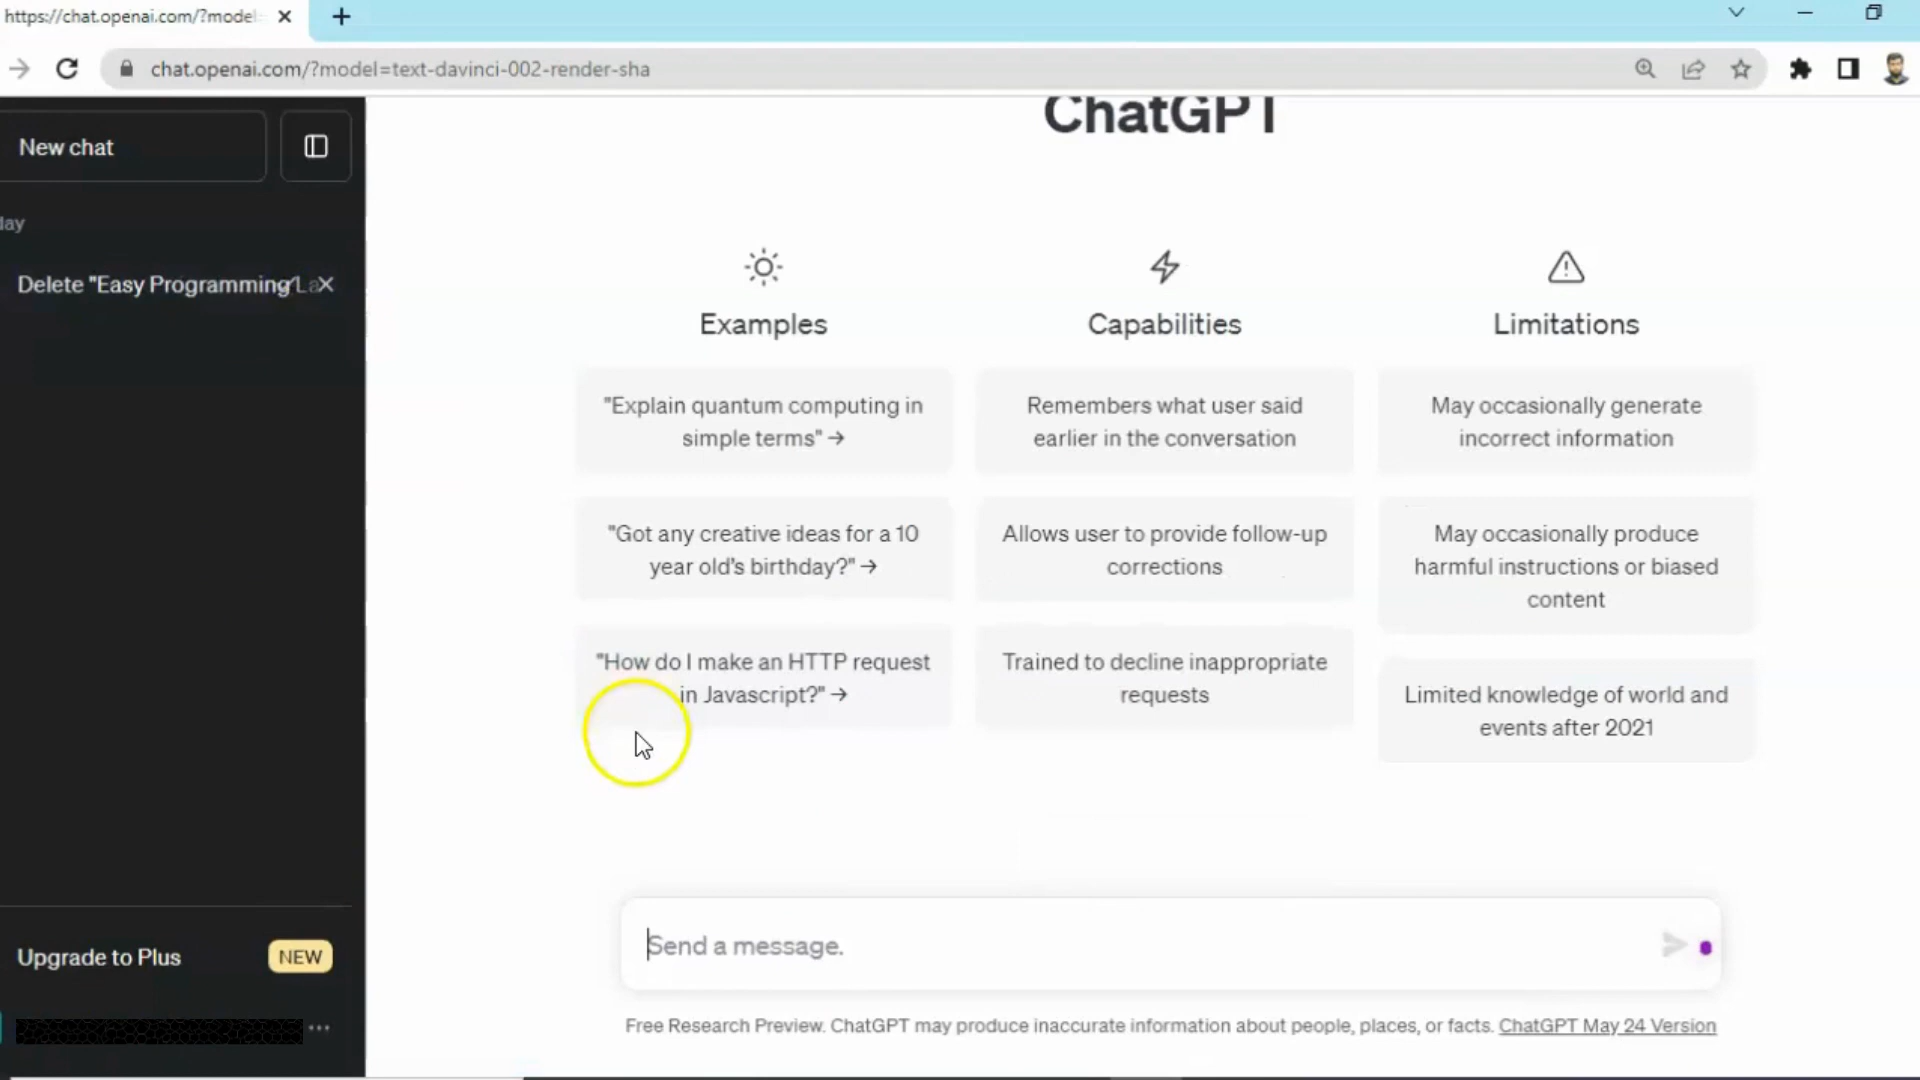 https://chat.openai.com/?model
chat.openai.com/?model=text-davinci-002-render-sha
New chat
day
Delete "Easy Programming La
ChatGPT
Examples
Capabilities
Limitations
"Explain quantum computing in
simple terms" →
Remembers what user said
earlier in the conversation
May occasionally generate
incorrect information
"Got any creative ideas for a 10
year old's birthday?" →
Allows user to provide follow-up
corrections
May occasionally produce
harmful instructions or biased
content
"How do I make an HTTP request
in Javascript?" →
Trained to decline inappropriate
requests
Limited knowledge of world and
events after 2021
Upgrade to Plus
NEW
Send a message.
Free Research Preview. ChatGPT may produce inaccurate information about people, places, or facts. ChatGPT May 24 Version